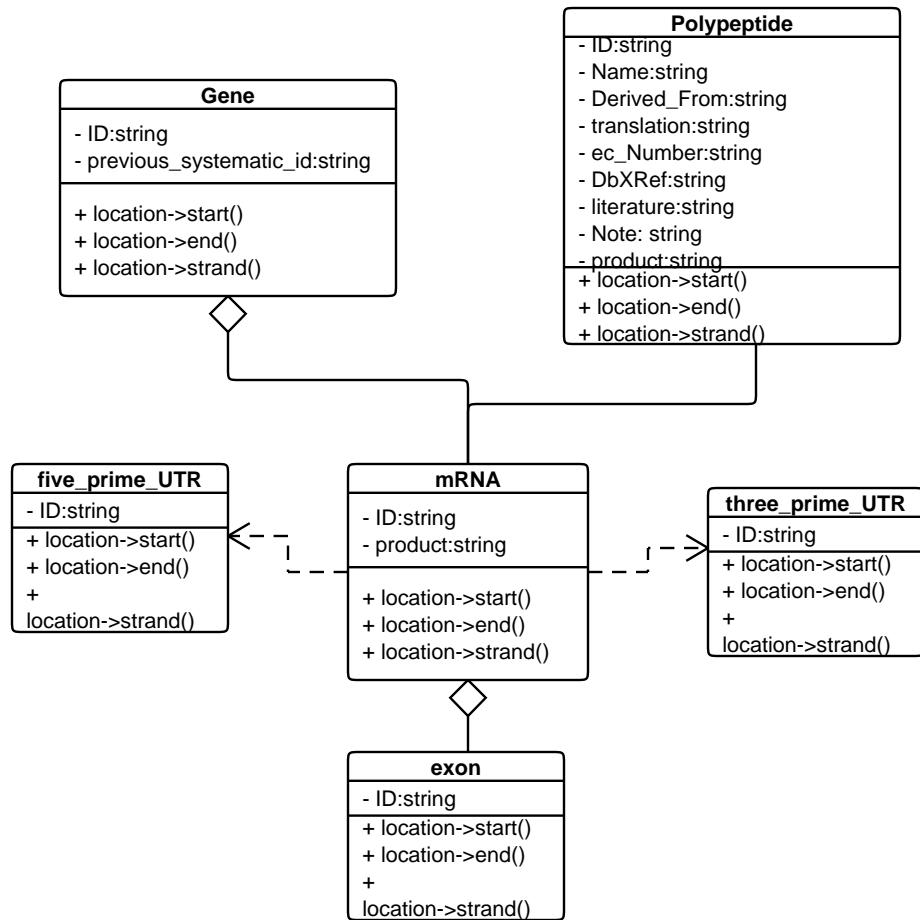 Polypeptide
- ID:string
- Name:string
- Derived_From:string
- translation:string
- ec_Number:string
- DbXRef:string
- literature:string
- Note: string
- product:string
+ location->start()
+ location->end()
+ location->strand()
Gene
- ID:string
- previous_systematic_id:string
+ location->start()
+ location->end()
+ location->strand()
five_prime_UTR
- ID:string
+ location->start()
+ location->end()
+
location->strand()
mRNA
- ID:string
- product:string
+ location->start()
+ location->end()
+ location->strand()
three_prime_UTR
- ID:string
+ location->start()
+ location->end()
+
location->strand()
exon
- ID:string
+ location->start()
+ location->end()
+
location->strand()